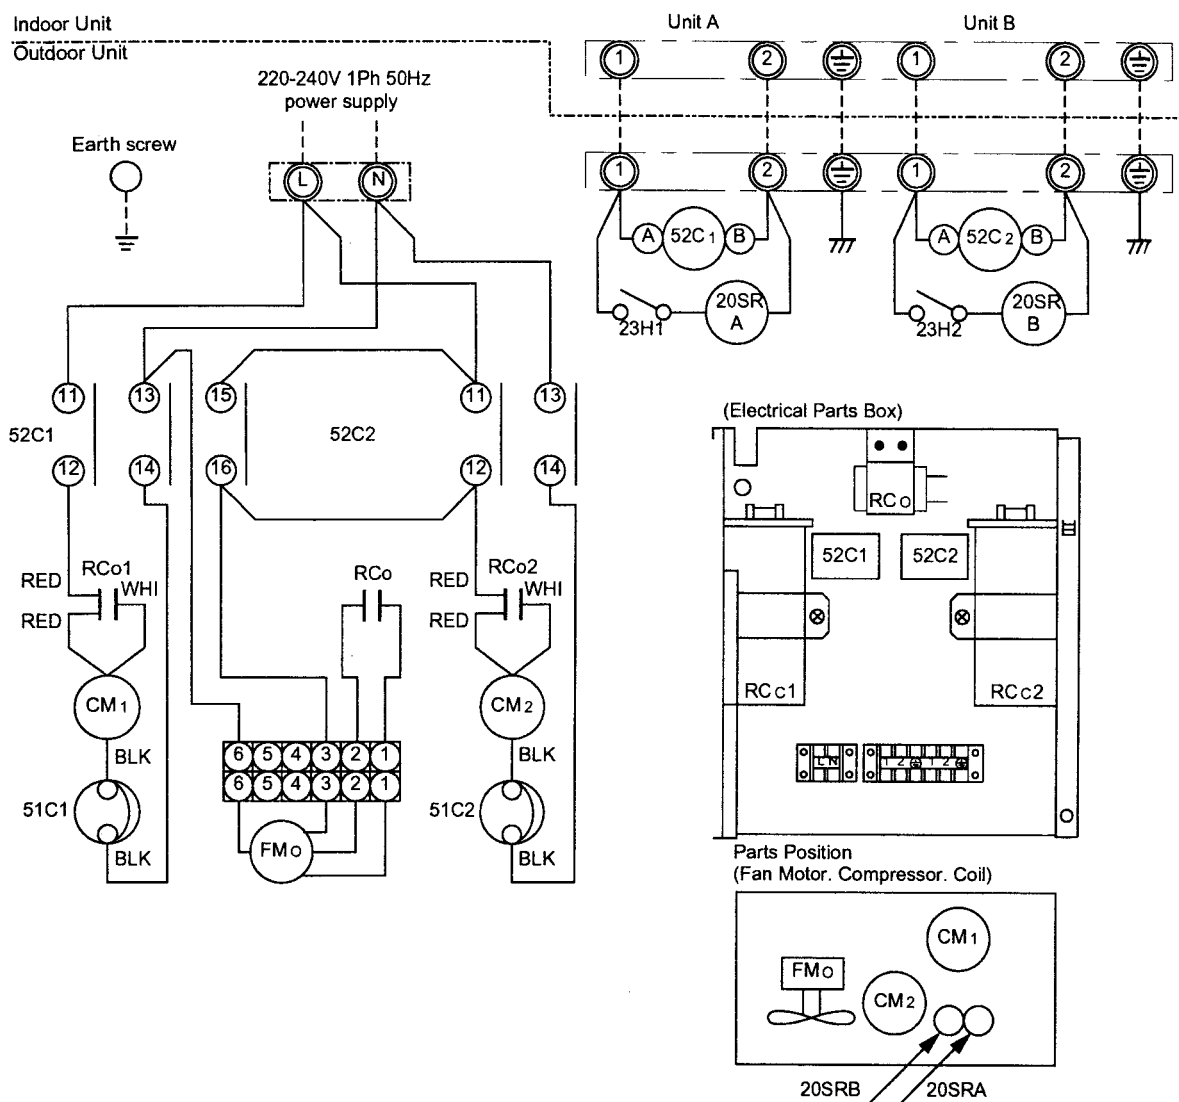 Indoor Unit
Outdoor Unit
Unit A
Unit B
1 2 1 2
220-240V 1Ph 50Hz
power supply
Earth screw
L N
1 2 1 2
A 52C1 B
A 52C2 B
23H1
20SR
A
23H2
20SR
B
11 13 15 11 13
52C1
52C2
12 14 16 12 14
RED
RCo1
WHI
RED
RCo
RED
RCo2
WHI
RED
CM1
CM2
BLK
BLK
6 5 4 3 2 1
6 5 4 3 2 1
51C1
51C2
BLK
FMo
BLK
(Electrical Parts Box)
RCo
52C1
52C2
RCc1
RCc2
L N
1 2 1 2
Parts Position
(Fan Motor. Compressor. Coil)
CM1
FMo
CM2
20SRB
20SRA